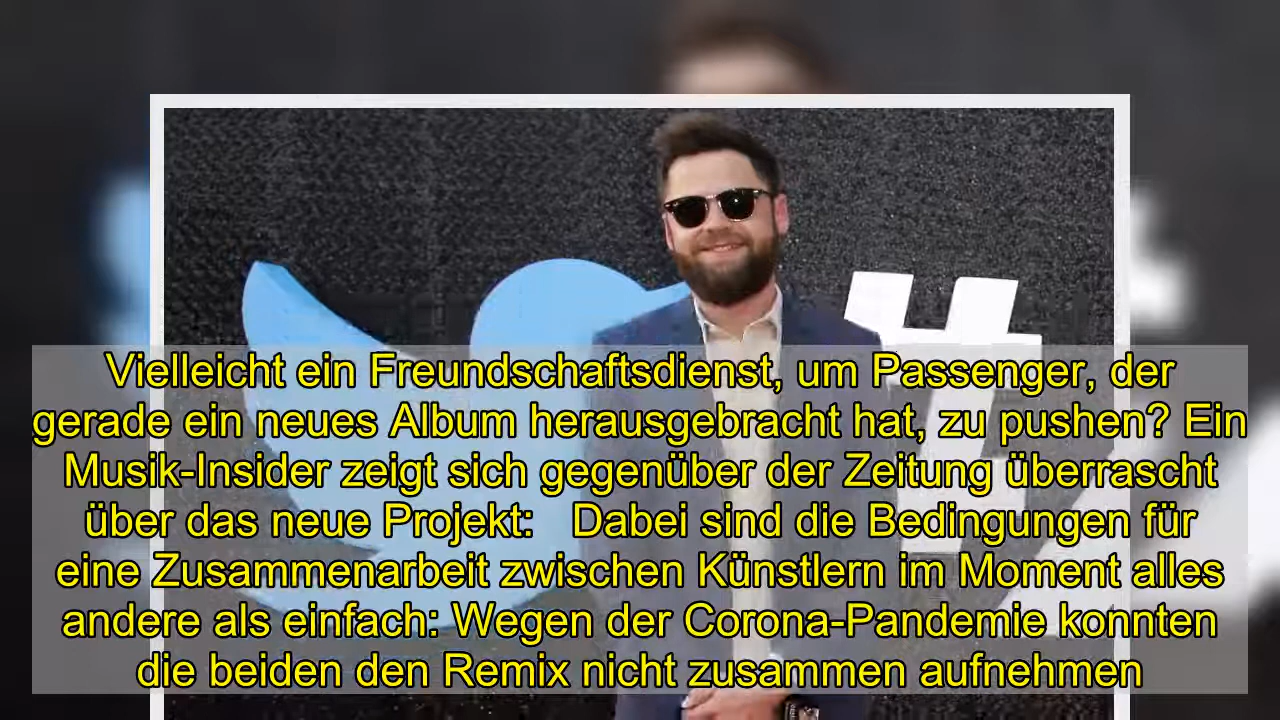 Vielleicht ein Freundschaftsdienst, um Passenger, der
gerade ein neues Album herausgebracht hat, zu pushen? Ein
Musik-Insider zeigt sich gegenüber der Zeitung überrascht
über das neue Projekt:   Dabei sind die Bedingungen für
eine Zusammenarbeit zwischen Künstlern im Moment alles
andere als einfach: Wegen der Corona-Pandemie konnten
die beiden den Remix nicht zusammen aufnehmen